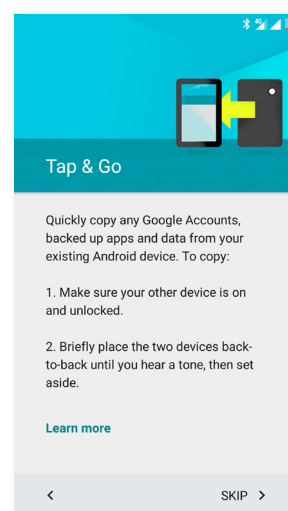 4G
Tap & Go
Quickly copy any Google Accounts,
backed up apps and data from your
existing Android device. To copy:
1. Make sure your other device is on
and unlocked.
2. Briefly place the two devices back-
to-back until you hear a tone, then set
aside.
Learn more
SKIP